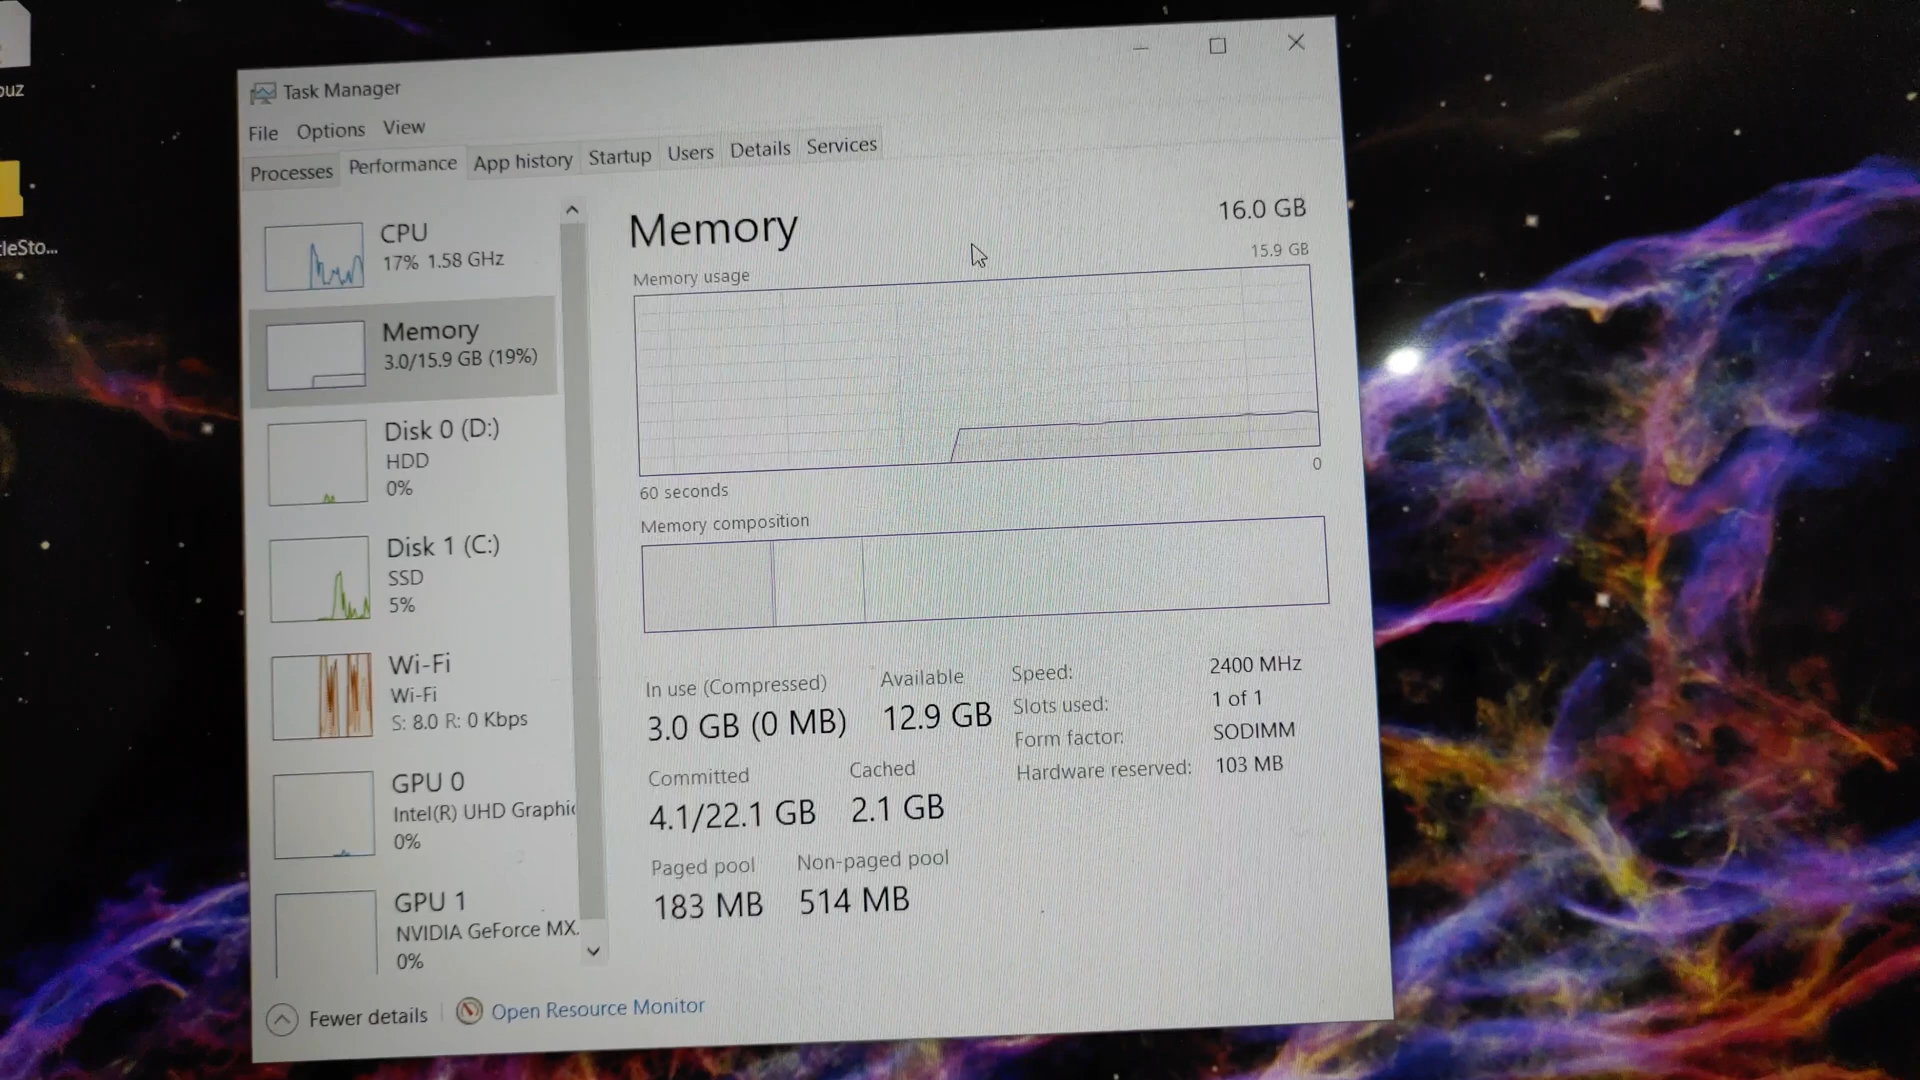 ouz
leSto...
Task Manager
File Options View
Processes Performance App history Startup Users Details Services
CPU
17% 1.58 GHz
Memory
3.0/15.9 GB (19%)
Disk 0 (D:)
HDD
0%
Disk 1 (C:)
SSD
5%
Wi-Fi
Wi-Fi
S: 8.0 R: 0 Kbps
GPU 0
Intel(R) UHD Graphic
0%
GPU 1
NVIDIA GeForce MX.
0%
Memory 16.0 GB
Memory usage 15.9 GB
60 seconds 0
Memory composition
In use (Compressed) Available
3.0 GB (0 MB) 12.9 GB
Committed Cached
4.1/22.1 GB 2.1 GB
Paged pool Non-paged pool
183 MB 514 MB
Speed: 2400 MHz
Slots used: 1 of 1
Form factor: SODIMM
Hardware reserved: 103 MB
Fewer details Open Resource Monitor